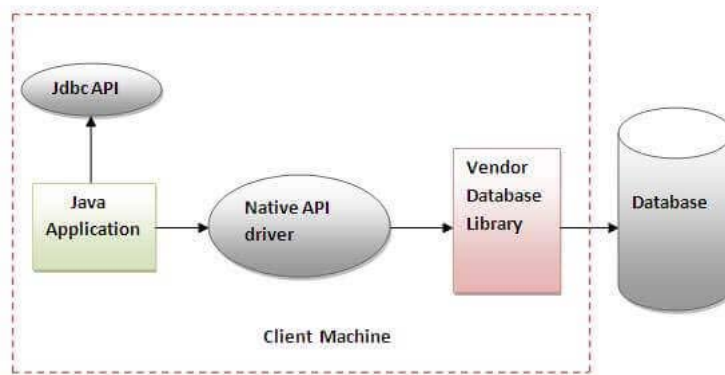 Jdbc API
Java
Application
Native API
driver
Vendor
Database
Library
Database
Client Machine